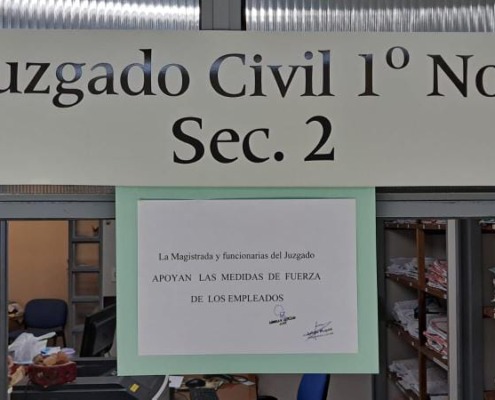 uzgado Civil 1º No
Sec. 2
La Magistrada y funcionarias del Juzgado
APOYAN LAS MEDIDAS DE FUERZA
DE LOS EMPLEADOS